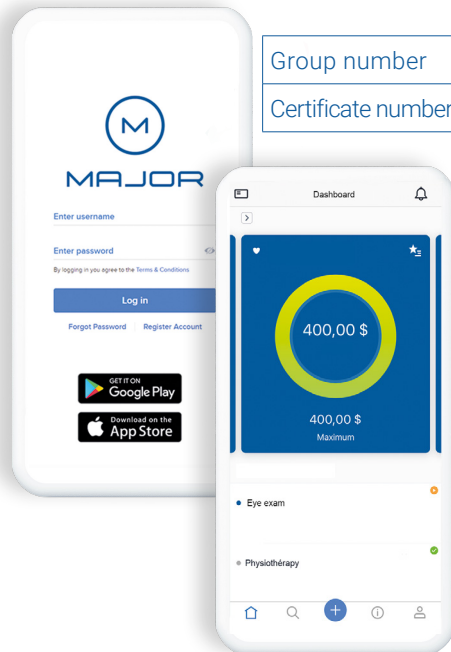 M
MAJOR
Enter username
Enter password
By logging in you agree to the Terms & Conditions
Log in
Forgot Password Register Account
GET IT ON
Google Play
Download on the
App Store
Group number
Certificate number
Dashboard
400,00 $
400,00 $
Maximum
Eye exam
Physiothérapy